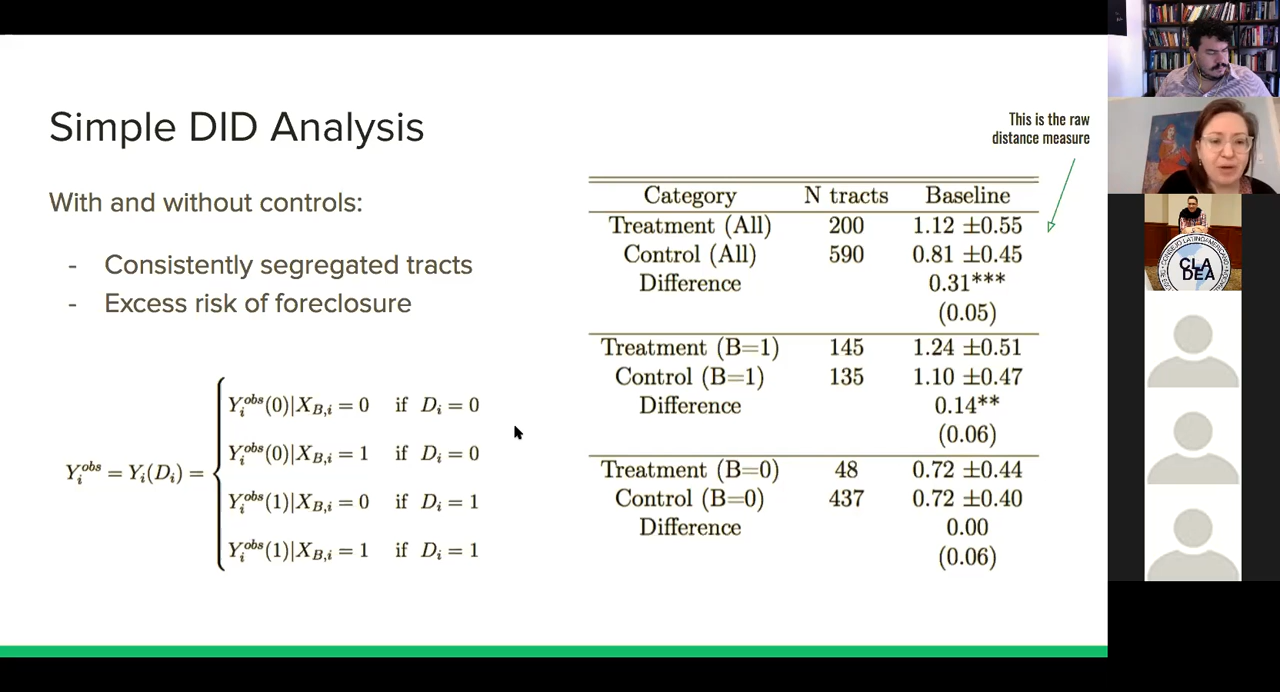 Simple DID Analysis
With and without controls:
- Consistently segregated tracts
- Excess risk of foreclosure
Y_i^{obs} = Y_i(D_i) =
Y_i^{obs}(0)|X_{B,i} = 0 if D_i = 0
Y_i^{obs}(0)|X_{B,i} = 1 if D_i = 0
Y_i^{obs}(1)|X_{B,i} = 0 if D_i = 1
Y_i^{obs}(1)|X_{B,i} = 1 if D_i = 1
This is the raw
distance measure
Category N tracts Baseline
Treatment (All) 200 1.12 ±0.55
Control (All) 590 0.81 ±0.45
Difference 0.31***
(0.05)
Treatment (B=1) 145 1.24 ±0.51
Control (B=1) 135 1.10 ±0.47
Difference 0.14**
(0.06)
Treatment (B=0) 48 0.72 ±0.44
Control (B=0) 437 0.72 ±0.40
Difference 0.00
(0.06)
CONSEJO LATINOAMERICANO
CLA
DEA